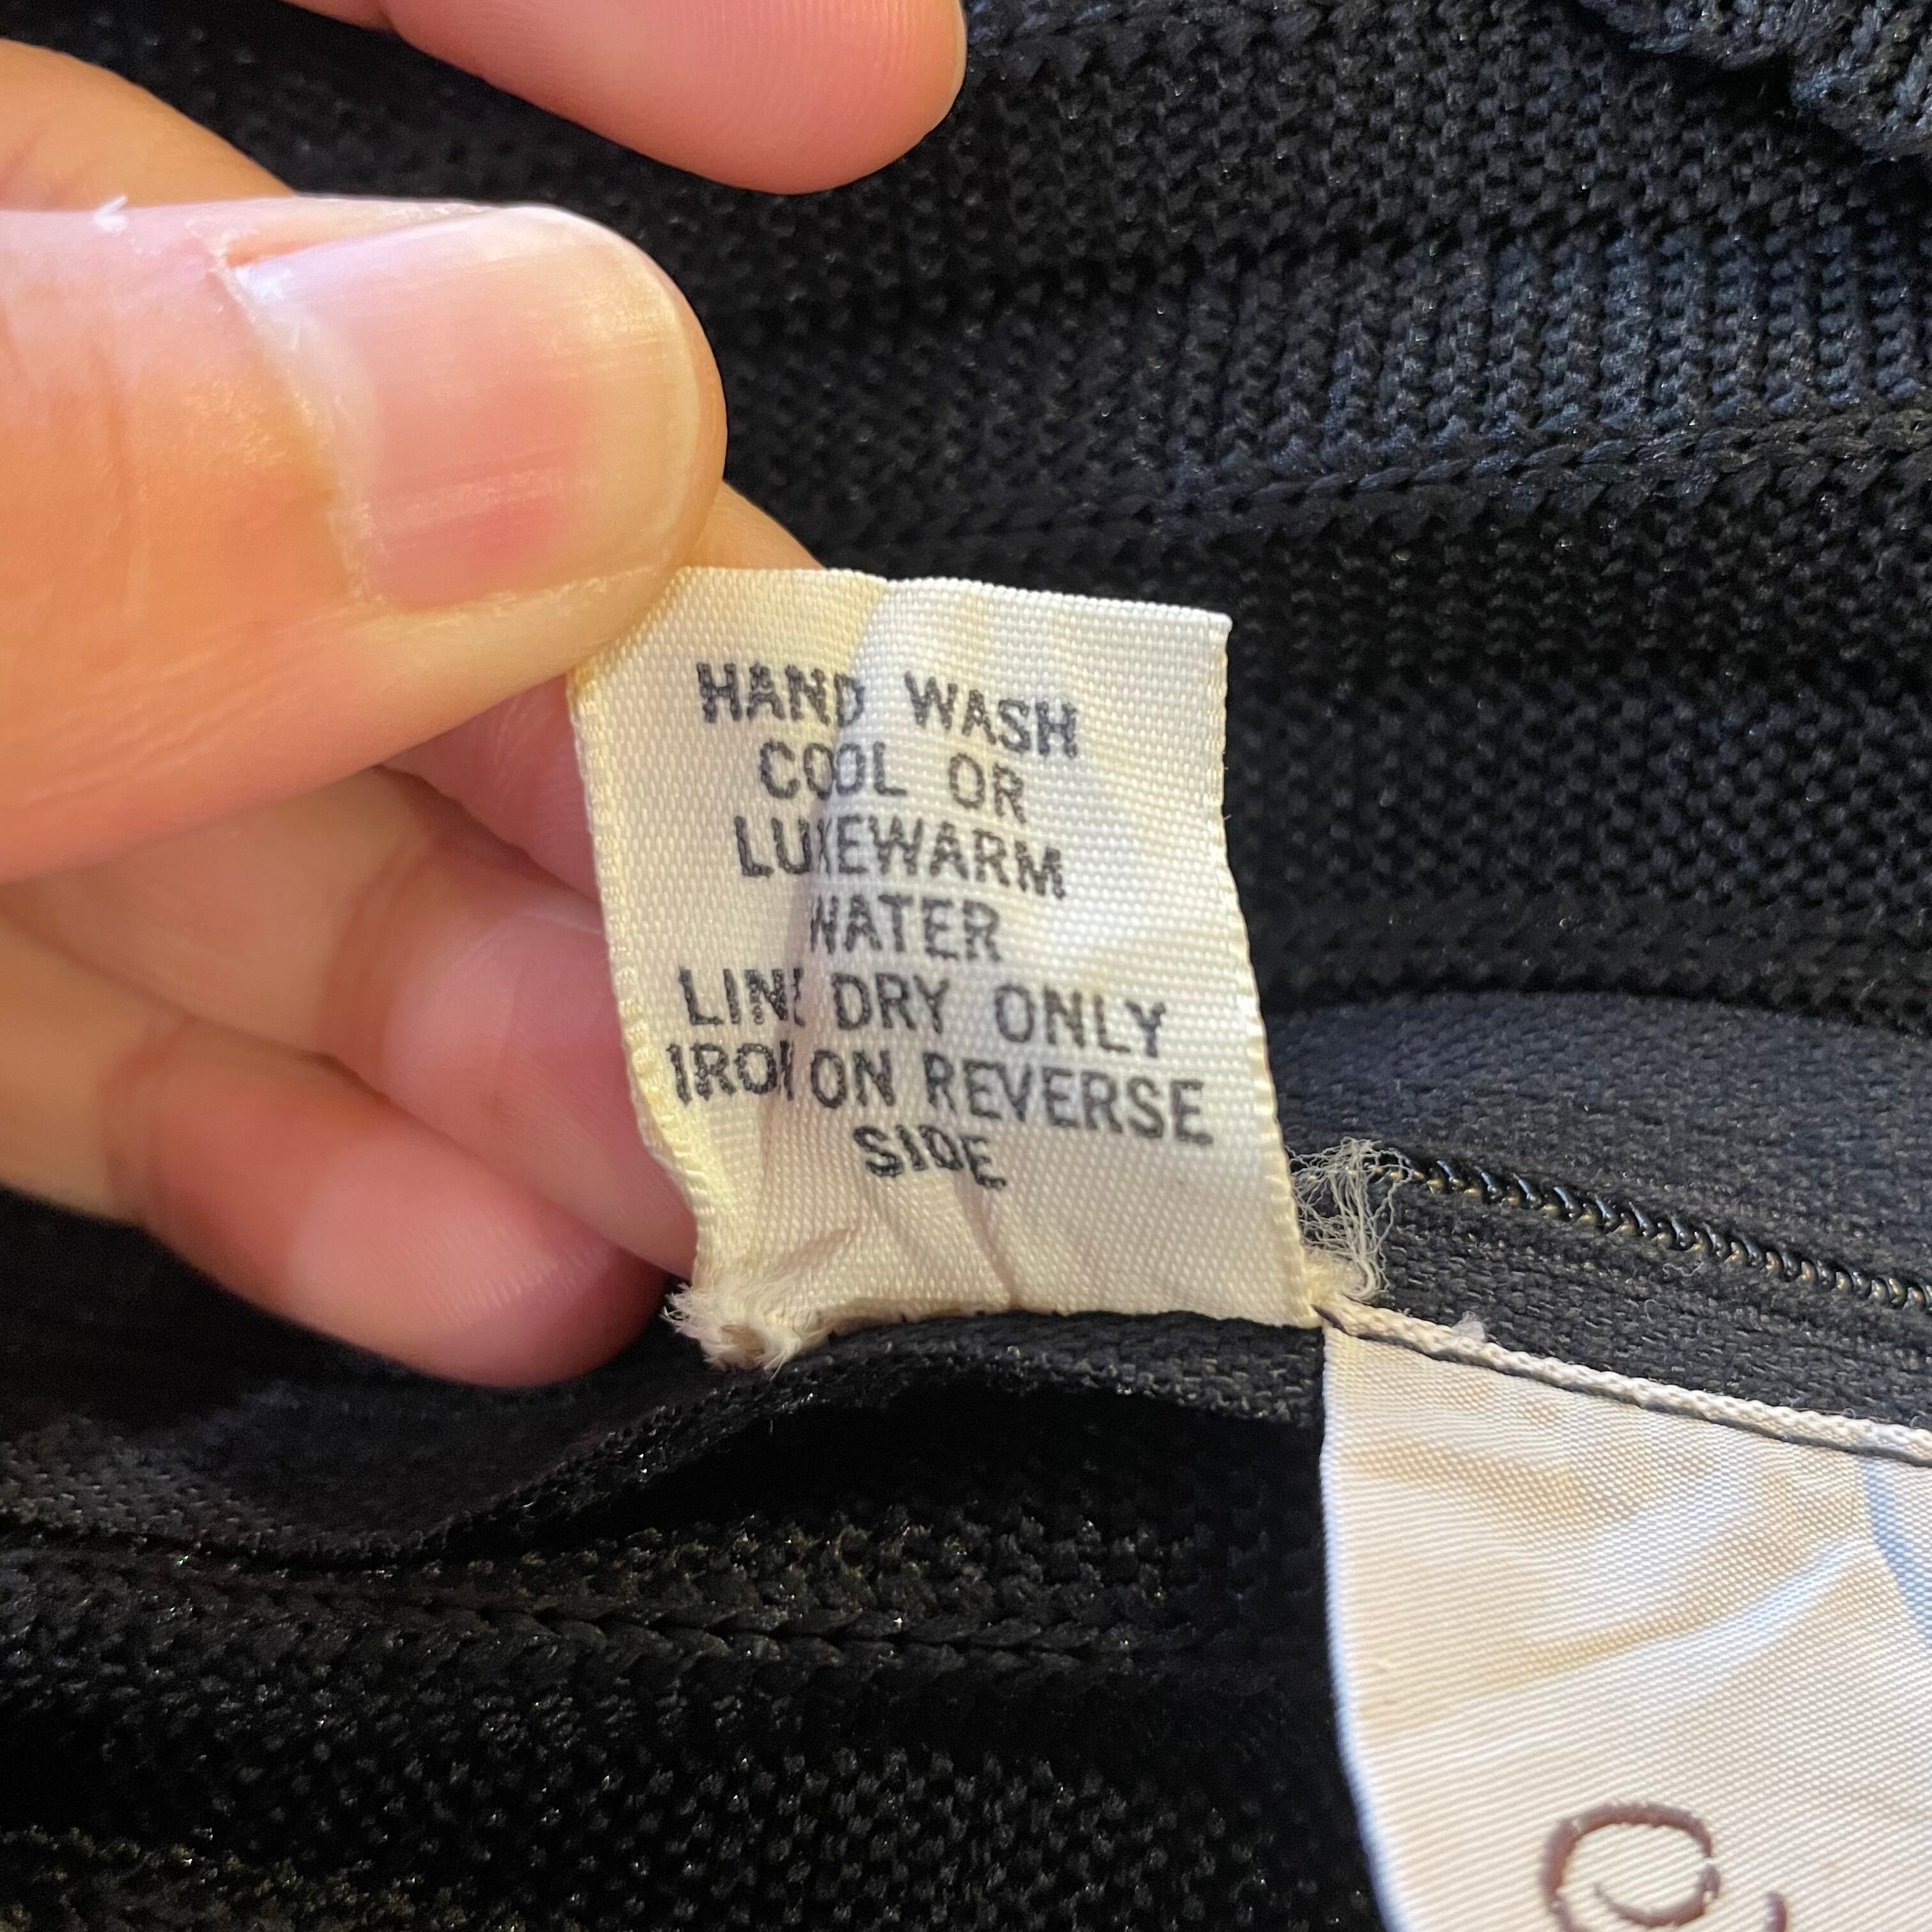 HAND WASH
COOL OR
LUKEWARM
WATER
LINE DRY ONLY
IRON ON REVERSE
SIDE